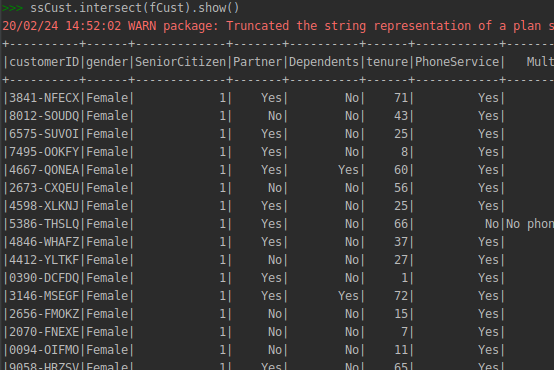 >>> ssCust.intersect(fCust).show()
20/02/24 14:52:02 WARN package: Truncated the string representation of a plan s
+----------+------+-------------+-------+----------+------+------------+-------
|customerID|gender|SeniorCitizen|Partner|Dependents|tenure|PhoneService|   Mult
+----------+------+-------------+-------+----------+------+------------+-------
|3841-NFECX|Female|            1|    Yes|        No|    71|         Yes|
|8012-SOUDQ|Female|            1|     No|        No|    43|         Yes|
|6575-SUVOI|Female|            1|    Yes|        No|    25|         Yes|
|7495-OOKFY|Female|            1|    Yes|        No|     8|         Yes|
|4667-QONEA|Female|            1|    Yes|       Yes|    60|         Yes|
|2673-CXQEU|Female|            1|     No|        No|    56|         Yes|
|4598-XLKNJ|Female|            1|    Yes|        No|    25|         Yes|
|5386-THSLQ|Female|            1|    Yes|        No|    66|          No|No phon
|4846-WHAFZ|Female|            1|    Yes|        No|    37|         Yes|
|4412-YLTKF|Female|            1|     No|        No|    27|         Yes|
|0390-DCFDQ|Female|            1|    Yes|        No|     1|         Yes|
|3146-MSEGF|Female|            1|    Yes|       Yes|    72|         Yes|
|2656-FMOKZ|Female|            1|     No|        No|    15|         Yes|
|2070-FNEXE|Female|            1|     No|        No|     7|         Yes|
|0094-OIFMO|Female|            1|     No|        No|    11|         Yes|
|9058-HRZSV|Female|            1|    Yes|        No|    65|         Yes|